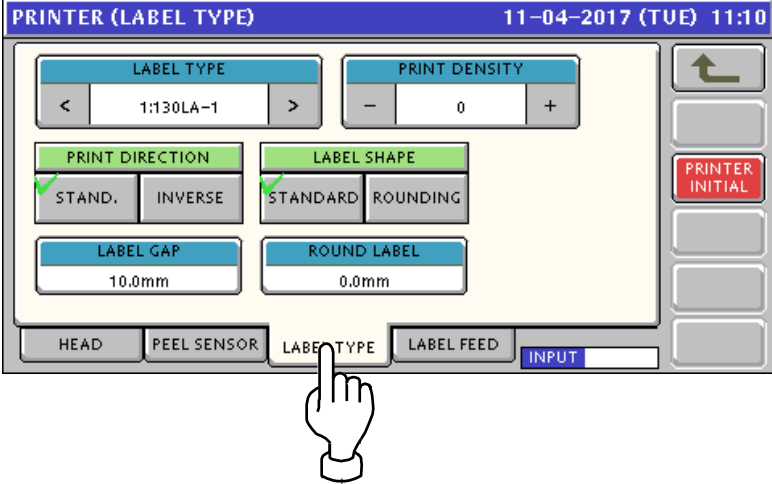 PRINTER (LABEL TYPE) 11-04-2017 (TUE) 11:10
LABEL TYPE PRINT DENSITY
< 1:130LA-1 > - 0 +
PRINT DIRECTION LABEL SHAPE
PRINTER
INITIAL
STAND. INVERSE STANDARD ROUNDING
LABEL GAP ROUND LABEL
10.0mm 0.0mm
HEAD PEEL SENSOR LABEL TYPE LABEL FEED
INPUT